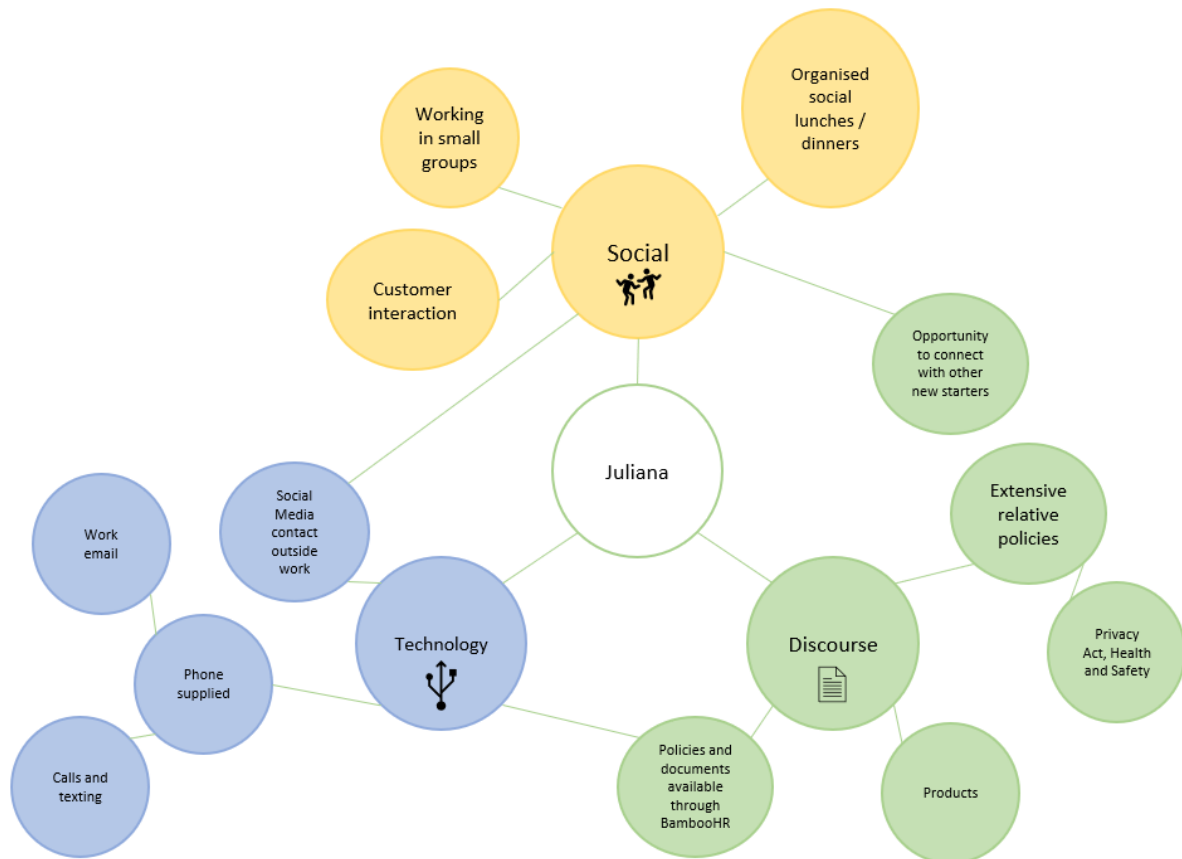 Organised
social
lunches /
dinners
Working
in small
groups
Social
Customer
interaction
Opportunity
to connect
with other
new starters
Juliana
Extensive
relative
policies
Social
Media
contact
outside
work
Work
email
Technology
Discourse
Privacy
Act, Health
and Safety
Phone
supplied
Policies and
documents
available
through
BambooHR
Calls and
texting
Products